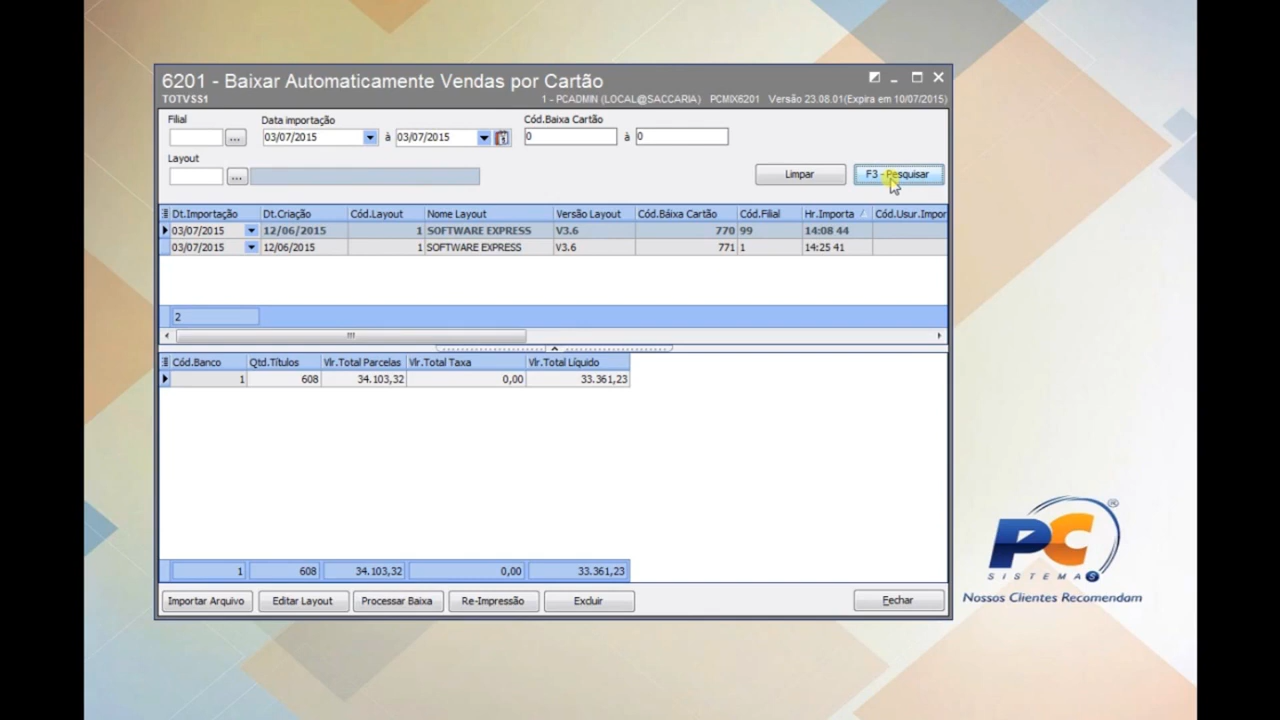 6201 - Baixar Automaticamente Vendas por Cartão
TOTVSS1 1 - PCADMIN (LOCAL@SACCARIA) PCMIX6201 Versão 23.08.01(Expira em 10/07/2015)
Filial Data importação Cód.Baixa Cartão
... 03/07/2015 à 03/07/2015 0 à 0
Layout
... Limpar F3 - Pesquisar
Dt.Importação Dt.Criação Cód.Layout Nome Layout Versão Layout Cód.Báixa Cartão Cód.Filial Hr.Importa Cód.Usur.Impor
03/07/2015 12/06/2015 1 SOFTWARE EXPRESS V3.6 770 99 14:08 44
03/07/2015 12/06/2015 1 SOFTWARE EXPRESS V3.6 771 1 14:25 41
2
Cód.Banco Qtd.Títulos Vlr.Total Parcelas Vlr.Total Taxa Vlr.Total Líquido
1 608 34.103,32 0,00 33.361,23
1 608 34.103,32 0,00 33.361,23
Importar Arquivo Editar Layout Processar Baixa Re-Impressão Excluir Fechar
PC ®
SISTEMAS
Nossos Clientes Recomendam